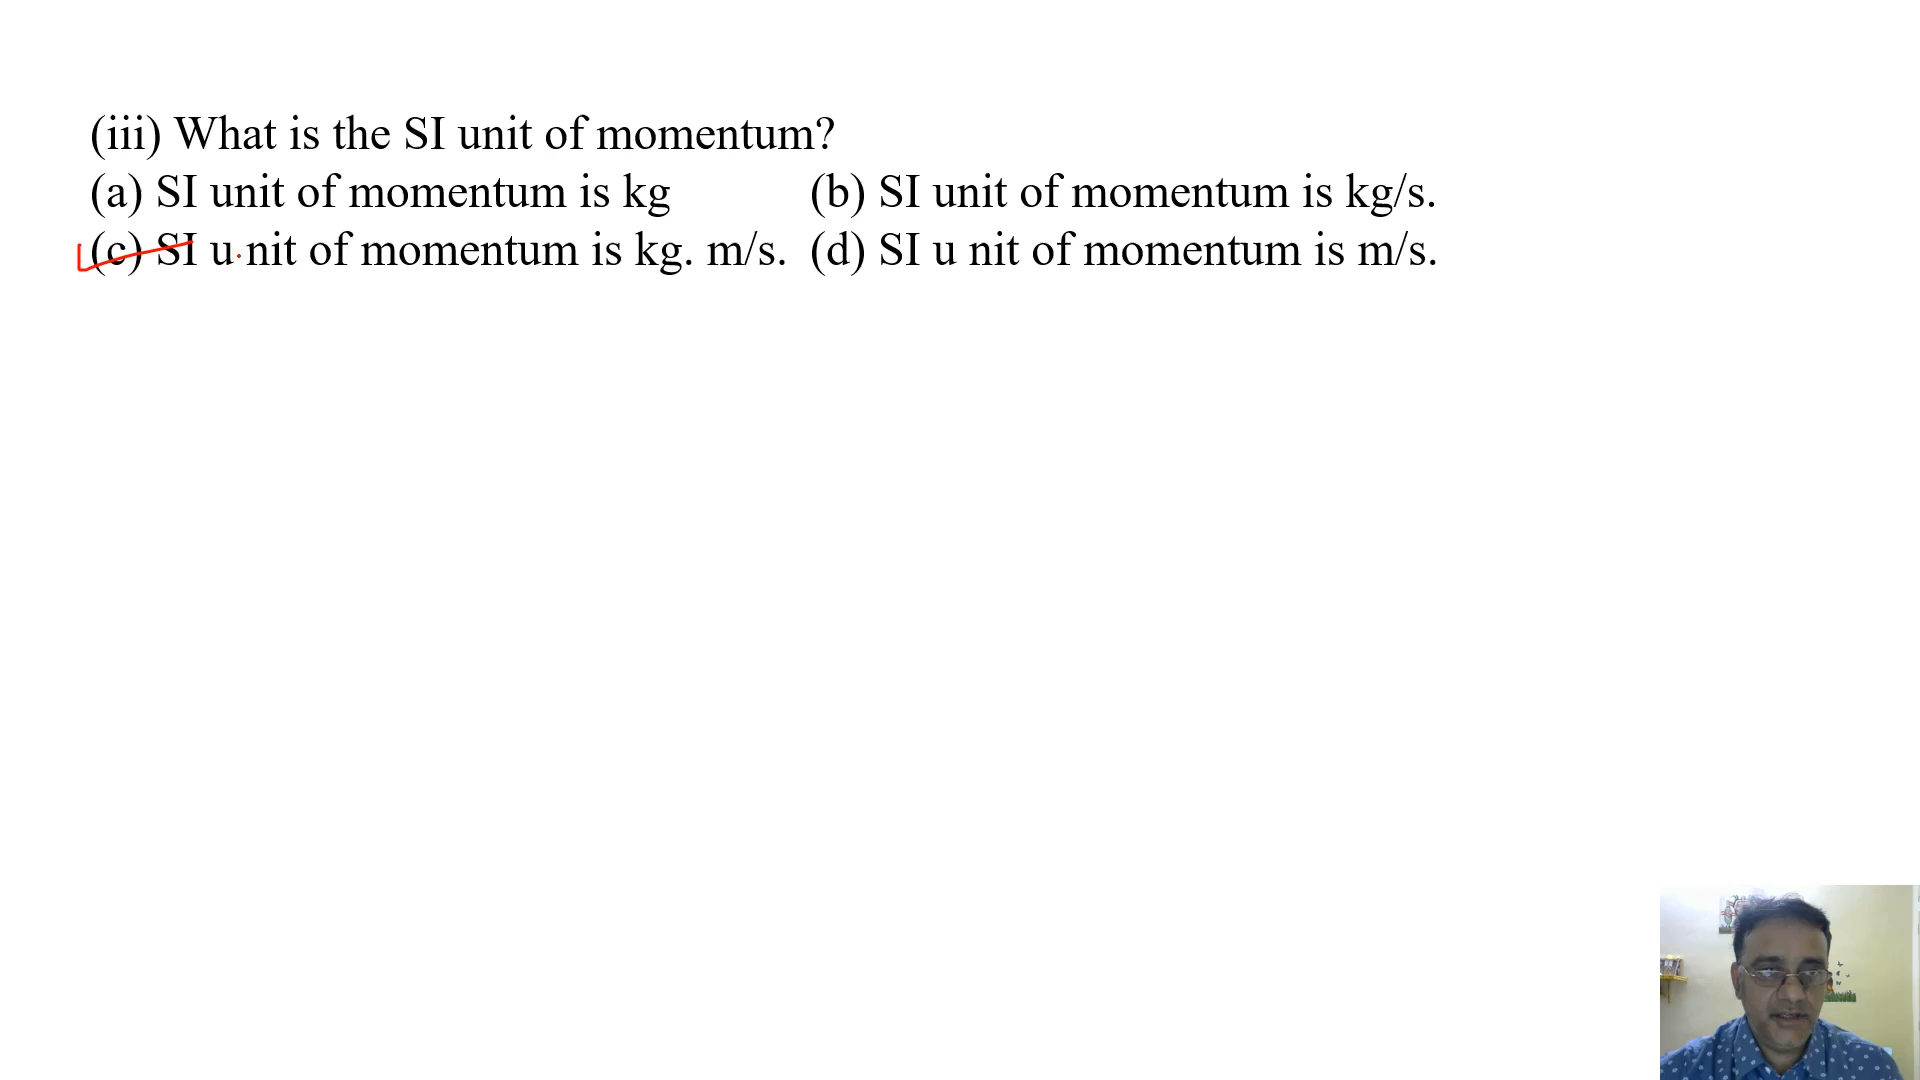 (iii) What is the SI unit of momentum?
(a) SI unit of momentum is kg (b) SI unit of momentum is kg/s.
(c) SI u nit of momentum is kg. m/s. (d) SI u nit of momentum is m/s.